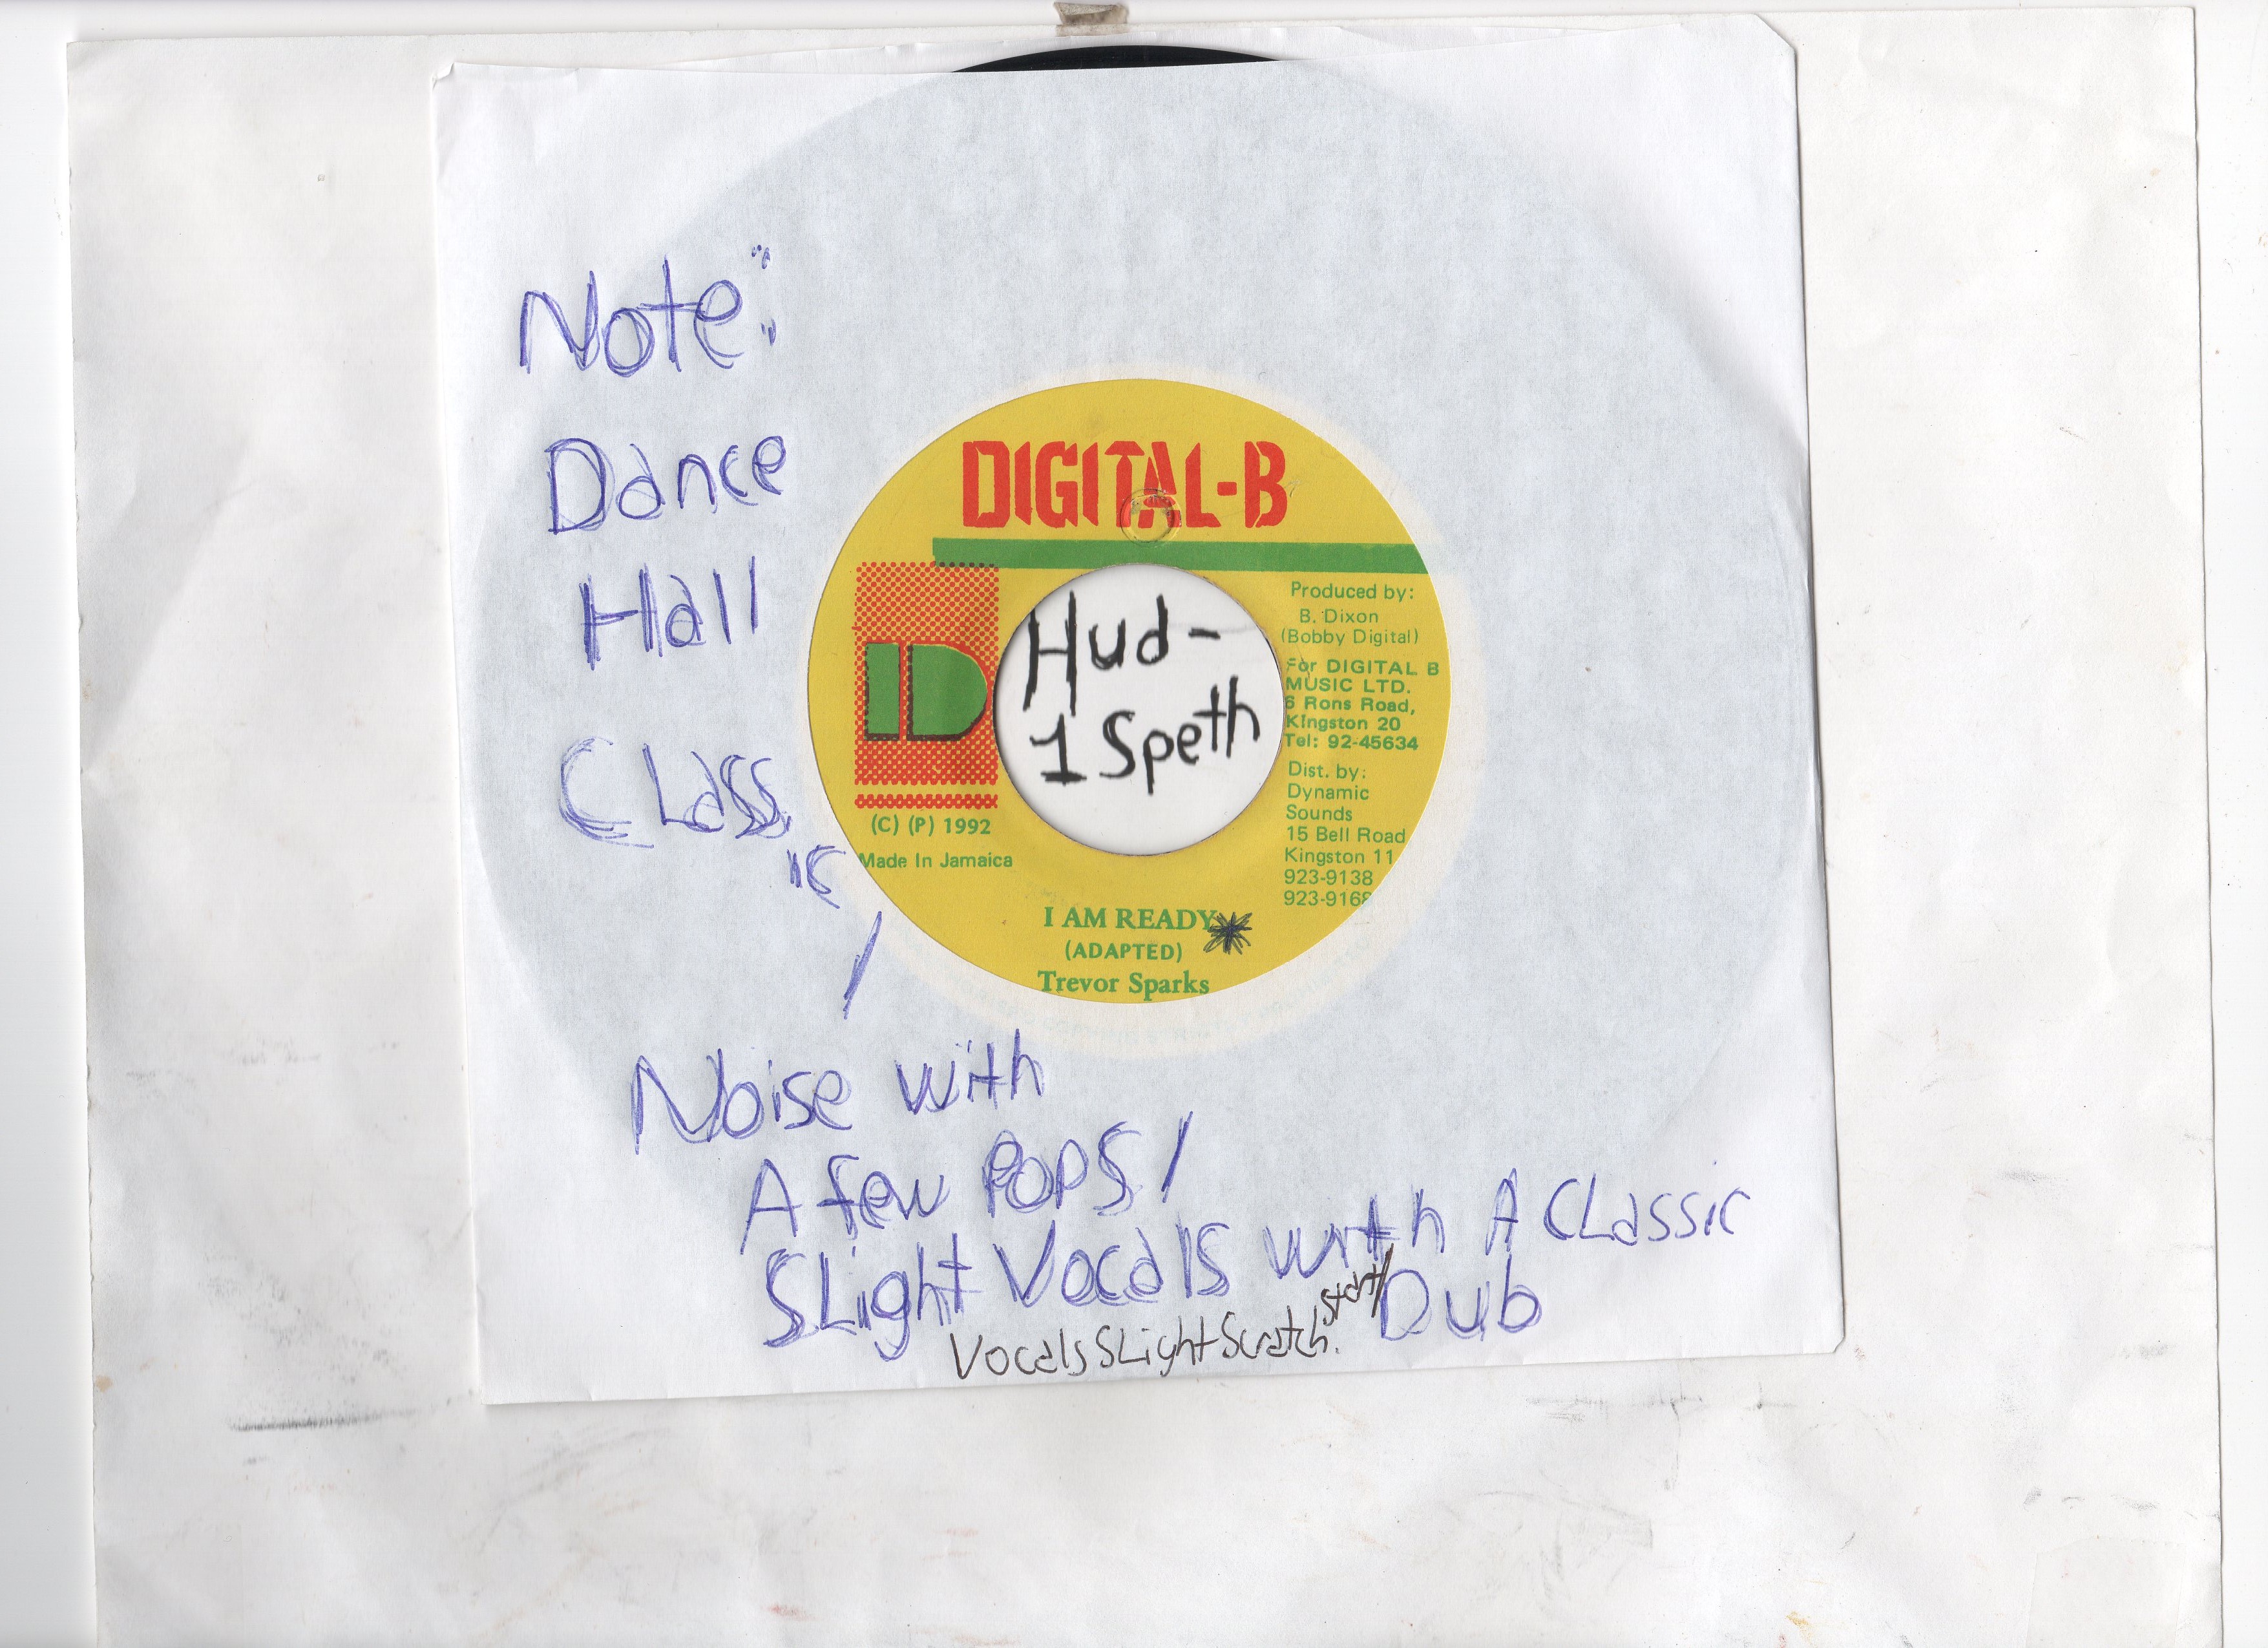 Note:
Dance
Hall
CLass
ic
/
DIGITAL-B
Produced by:
B. Dixon
(Bobby Digital)
For DIGITAL B
MUSIC LTD.
6 Rons Road,
Kingston 20
Tel: 92-45634
Dist. by:
Dynamic
Sounds
15 Bell Road
Kingston 11
923-9138
923-9168
D
Hud-
1 Speth
(C) (P) 1992
Made In Jamaica
I AM READY*
(ADAPTED)
Trevor Sparks
Noise with
A few POPS!
SLight Vocals with A CLassic
Dub
Vocals SLight Scratch.